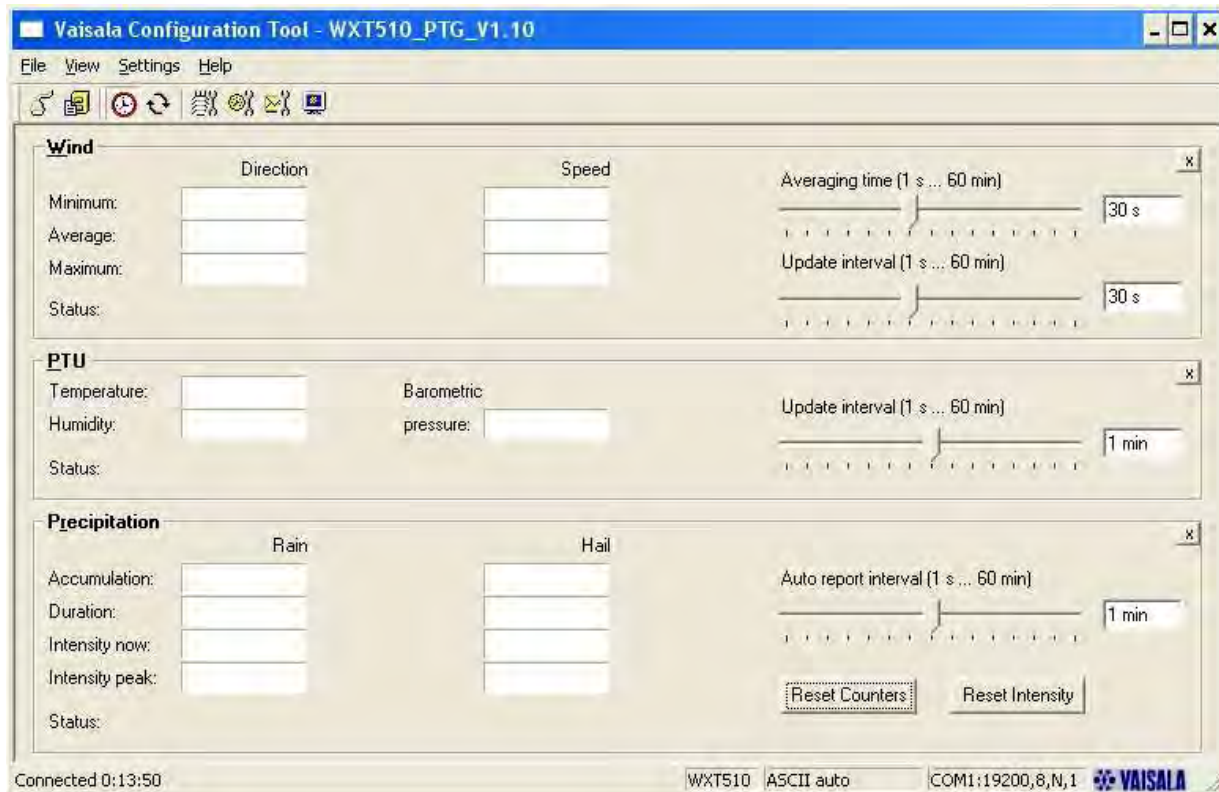 Vaisala Configuration Tool - WXT510_PTG_V1.10
File View Settings Help
Wind
Direction Speed
Minimum:
Average:
Maximum:
Status:
Averaging time (1 s ... 60 min)
30 s
Update interval (1 s ... 60 min)
30 s
PTU
Temperature: Barometric
Humidity: pressure:
Status:
Update interval (1 s ... 60 min)
1 min
Precipitation
Rain Hail
Accumulation:
Duration:
Intensity now:
Intensity peak:
Status:
Auto report interval (1 s ... 60 min)
1 min
Reset Counters Reset Intensity
Connected 0:13:50 WXT510 ASCII auto COM1:19200,8,N,1 VAISALA